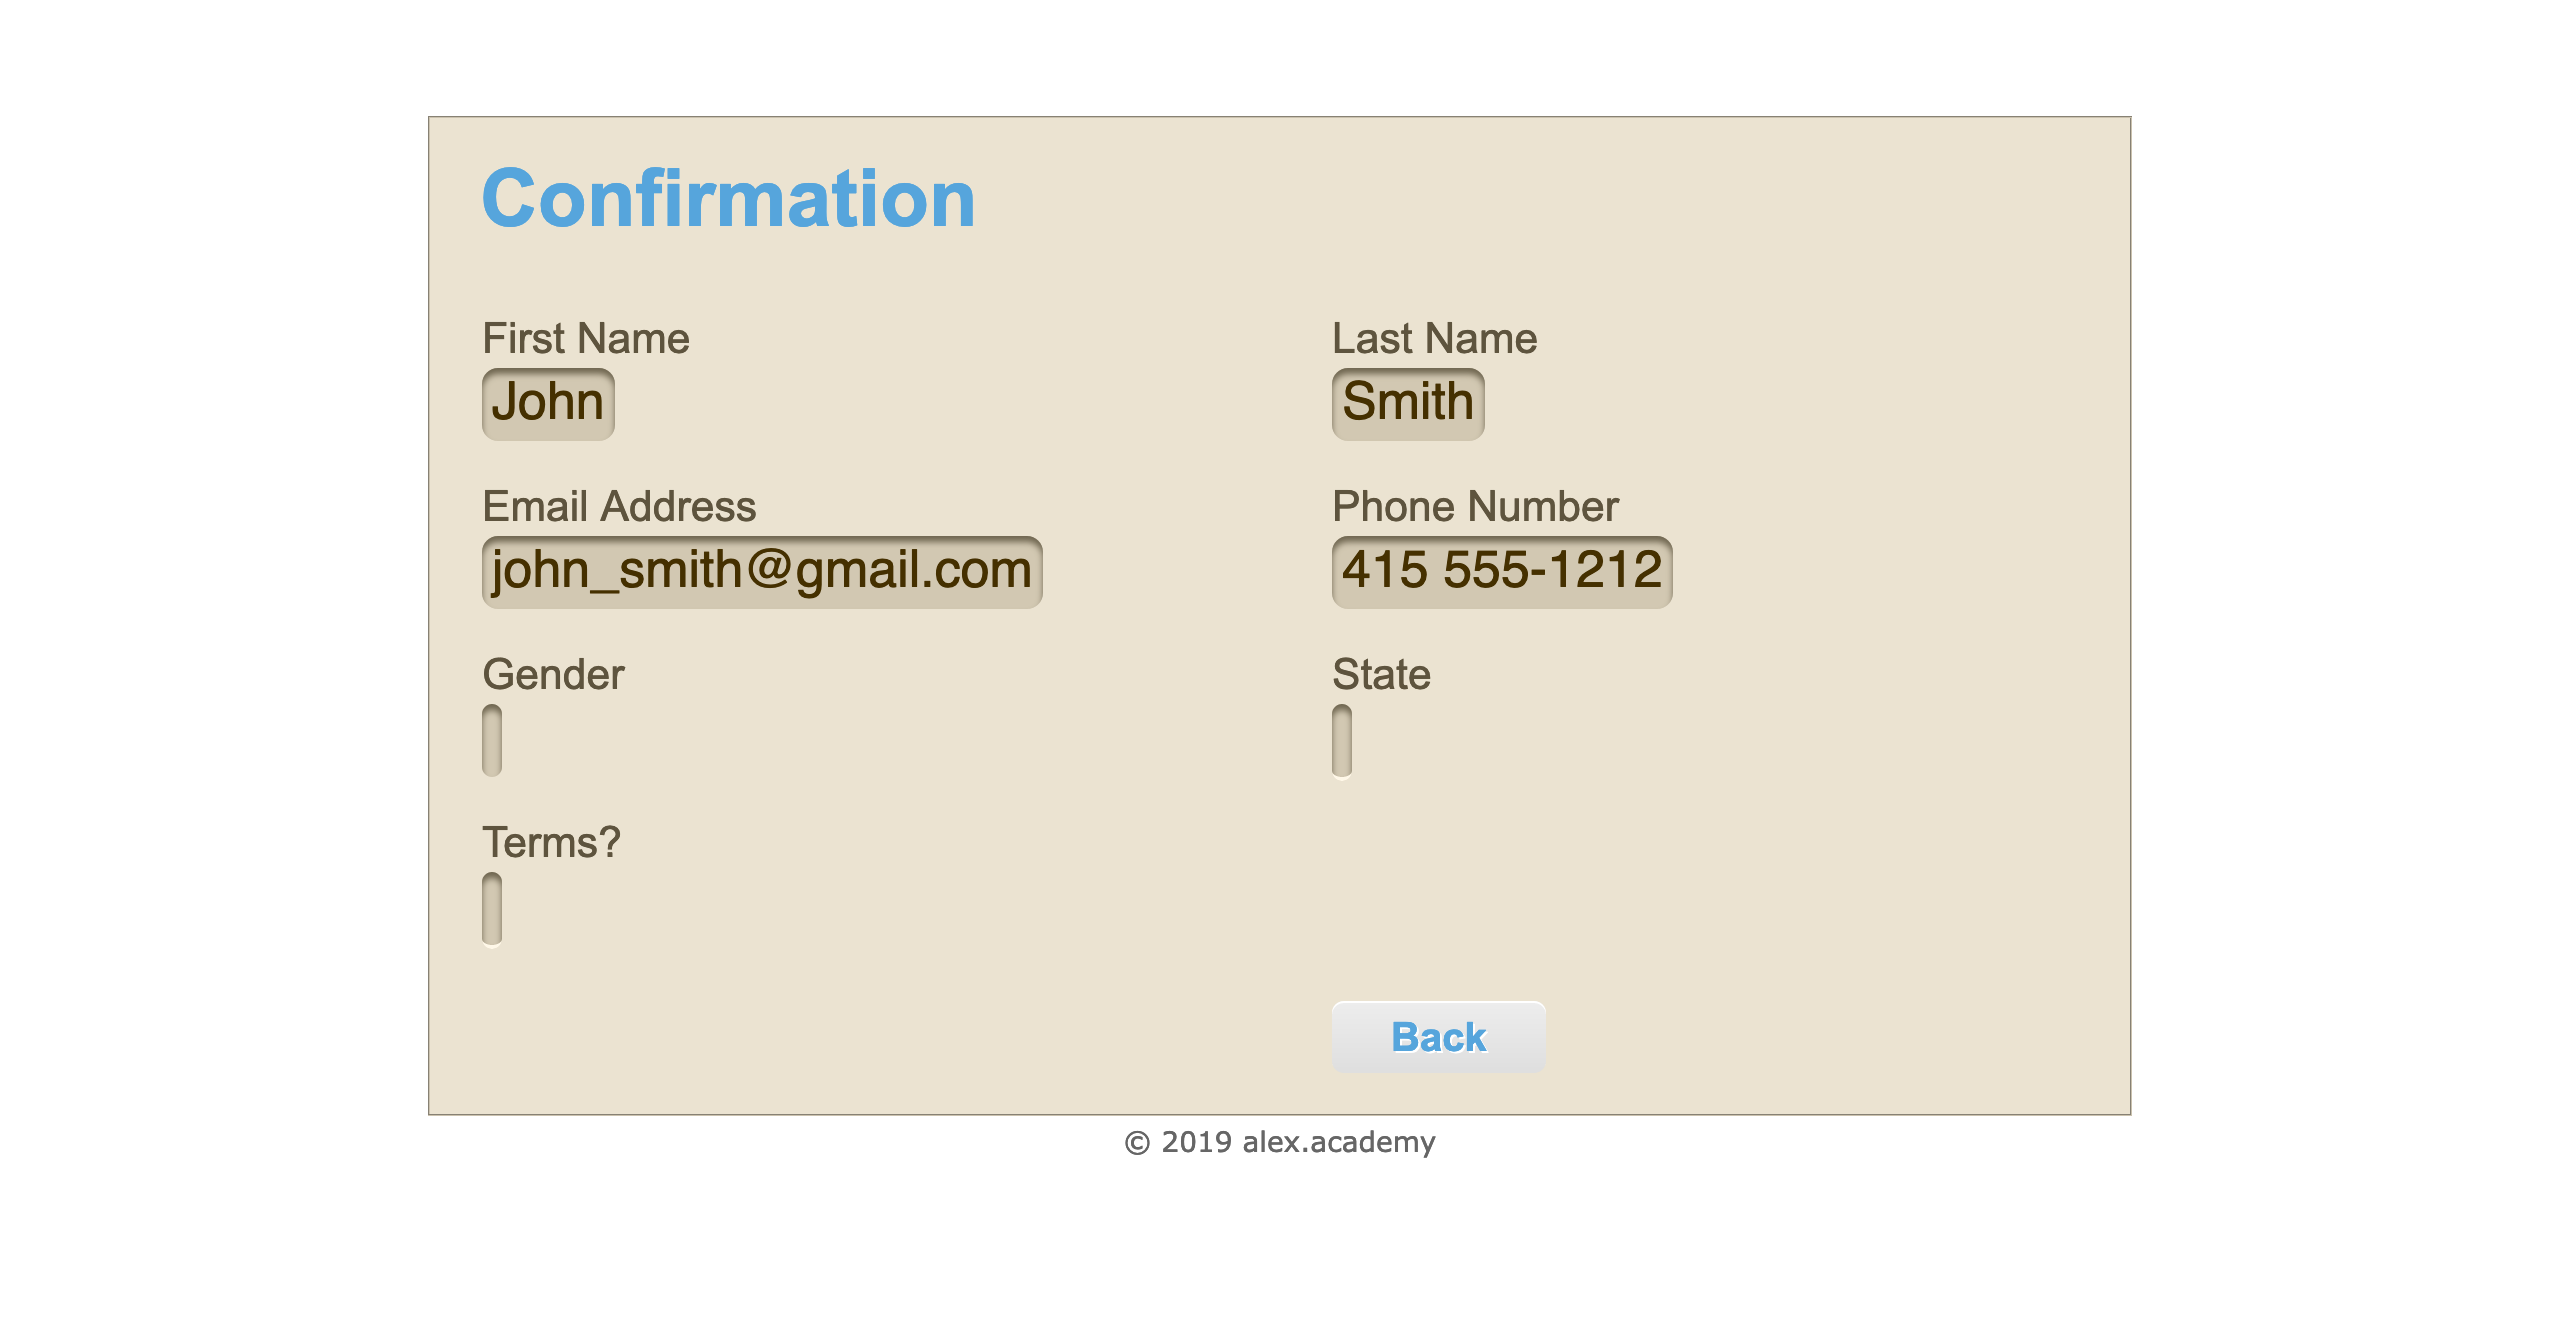 Confirmation
First Name
Last Name
John
Smith
Email Address
Phone Number
john_smith@gmail.com
415 555-1212
Gender
State
Terms?
Back
© 2019 alex.academy